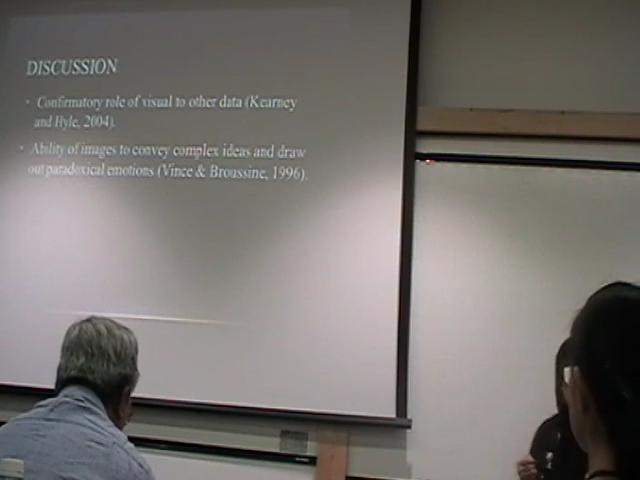 DISCUSSION
• Confirmatory role of visual to other data (Kearney
and Hyle, 2004).
• Ability of images to convey complex ideas and draw
out paradoxical emotions (Vince & Broussine, 1996).